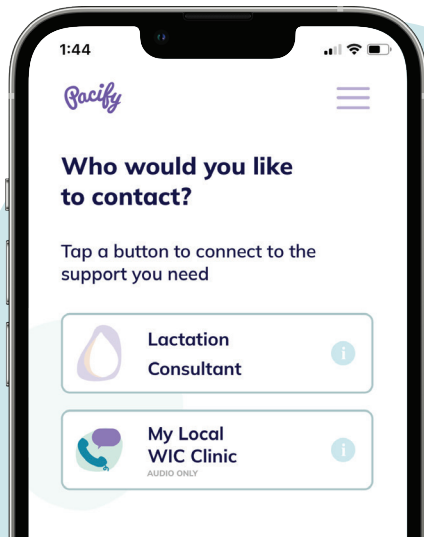 1:44
Pacify
Who would you like
to contact?
Tap a button to connect to the
support you need
Lactation
Consultant
i
My Local
WIC Clinic
AUDIO ONLY
i